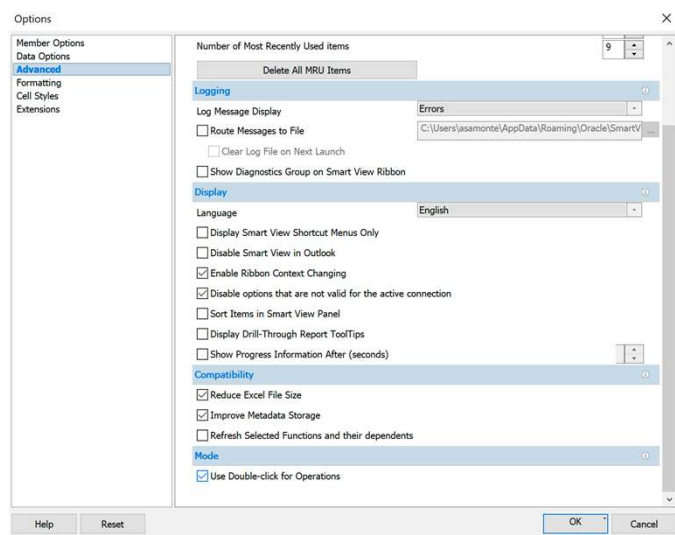 Options
Member Options
Data Options
Advanced
Formatting
Cell Styles
Extensions
Number of Most Recently Used items 9
Delete All MRU Items
Logging
Log Message Display Errors
Route Messages to File C:\Users\asamonte\AppData\Roaming\Oracle\SmartV ...
Clear Log File on Next Launch
Show Diagnostics Group on Smart View Ribbon
Display
Language English
Display Smart View Shortcut Menus Only
Disable Smart View in Outlook
Enable Ribbon Context Changing
Disable options that are not valid for the active connection
Sort Items in Smart View Panel
Display Drill-Through Report ToolTips
Show Progress Information After (seconds)
Compatibility
Reduce Excel File Size
Improve Metadata Storage
Refresh Selected Functions and their dependents
Mode
Use Double-click for Operations
Help Reset OK Cancel